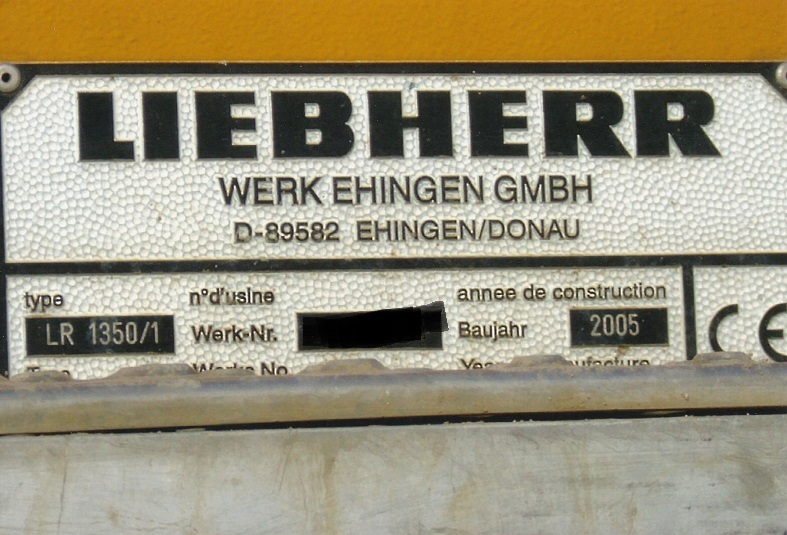 LIEBHERR
WERK EHINGEN GMBH
D-89582 EHINGEN/DONAU
type n°d'usine annee de construction
LR 1350/1 Werk-Nr. Baujahr 2005
CE